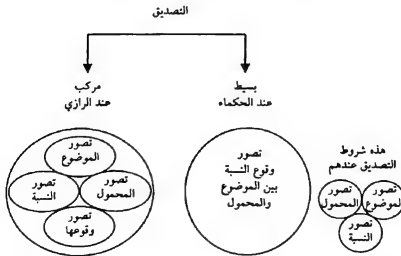 التصديق
بسيط
عند الحكماء
مركب
عند الرازي
هذه شروط
التصديق عندهم
تصور
الموضوع
تصور
المحمول
تصور
النسبة
تصور
وقوع النسبة
بين الموضوع
والمحمول
تصور
الموضوع
تصور
المحمول
تصور
النسبة
تصور
وقوعها